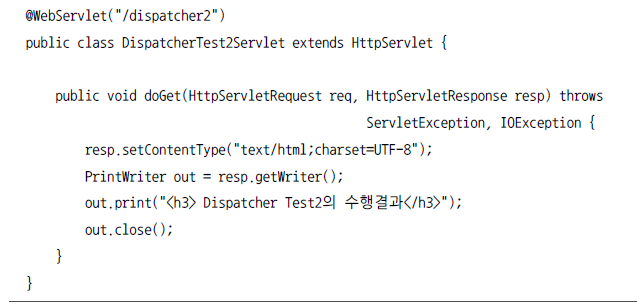 @WebServlet("/dispatcher2")
public class DispatcherTest2Servlet extends HttpServlet {
public void doGet(HttpServletRequest req, HttpServletResponse resp) throws
ServletException, IOException {
resp.setContentType("text/html;charset=UTF-8");
PrintWriter out = resp.getWriter();
out.print("<h3> Dispatcher Test2의 수행결과</h3>");
out.close();
}
}